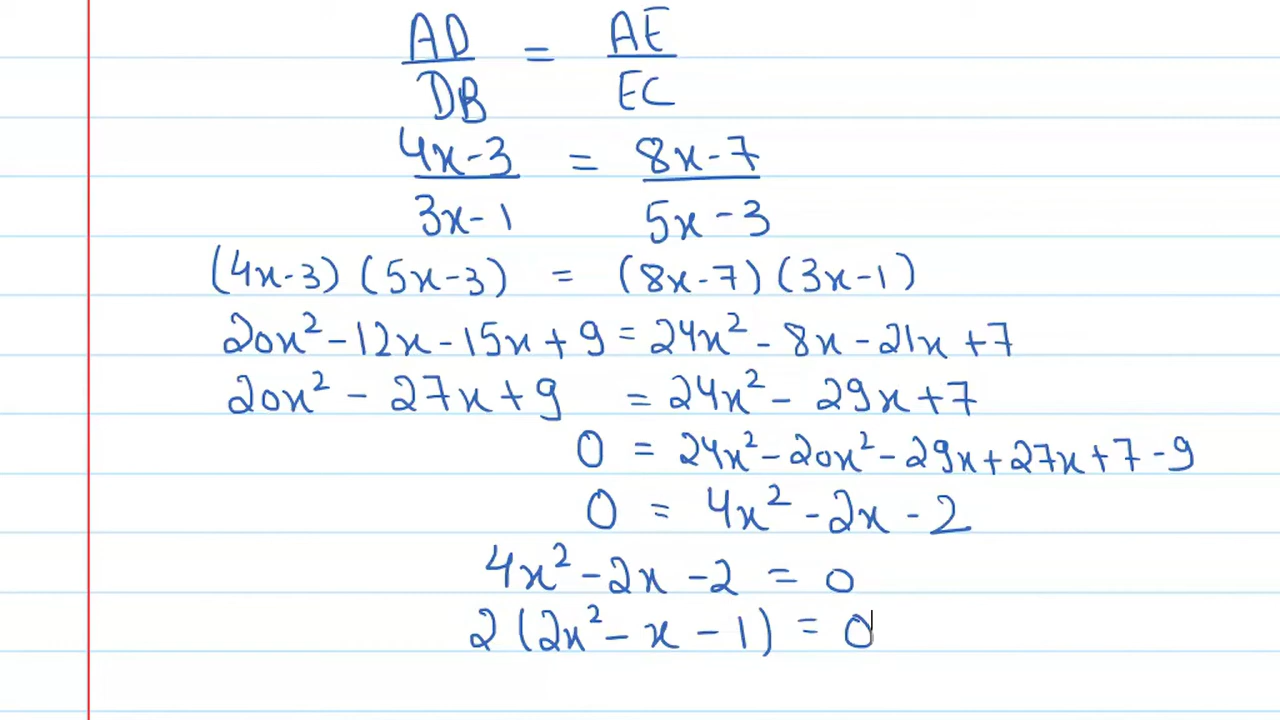 AD/DB = AE/EC
4x-3/3x-1 = 8x-7/5x-3
(4x-3) (5x-3) = (8x-7) (3x-1)
20x² - 12x - 15x + 9 = 24x² - 8x - 21x + 7
20x² - 27x + 9 = 24x² - 29x + 7
0 = 24x² - 20x² - 29x + 27x + 7 - 9
0 = 4x² - 2x - 2
4x² - 2x - 2 = 0
2 (2x² - x - 1) = 0